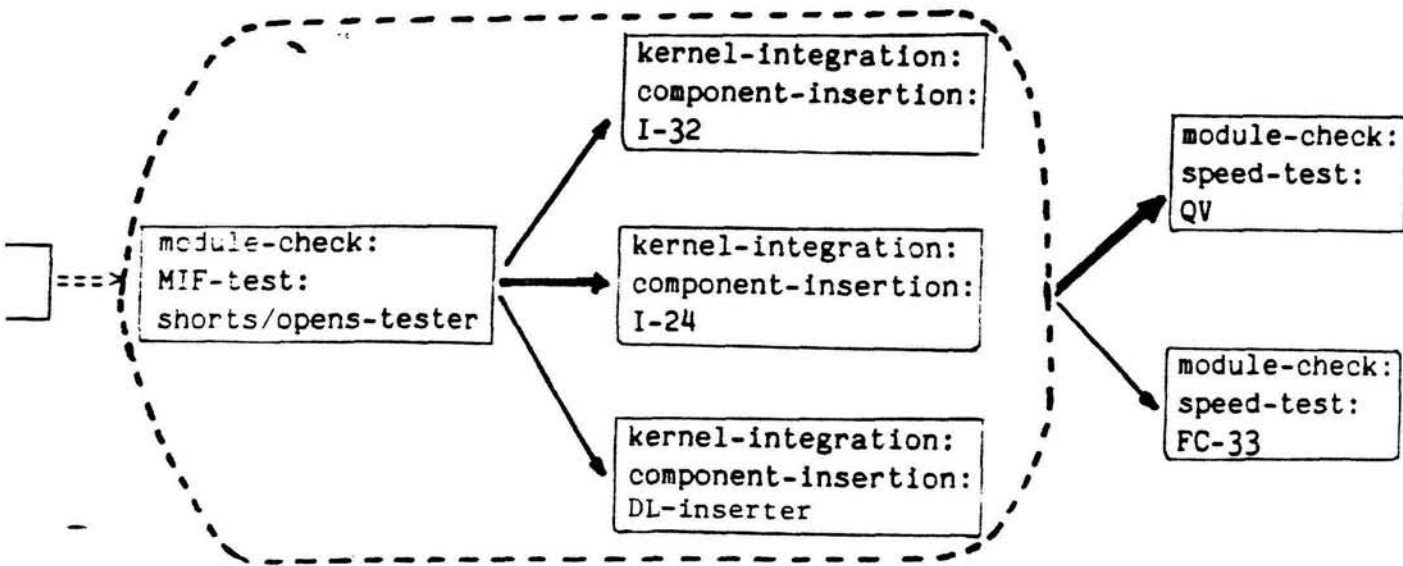 kernel-integration:
component-insertion:
I-32
module-check:
speed-test:
QV
module-check:
MIF-test:
shorts/opens-tester
===>
kernel-integration:
component-insertion:
I-24
module-check:
speed-test:
FC-33
kernel-integration:
component-insertion:
DL-inserter